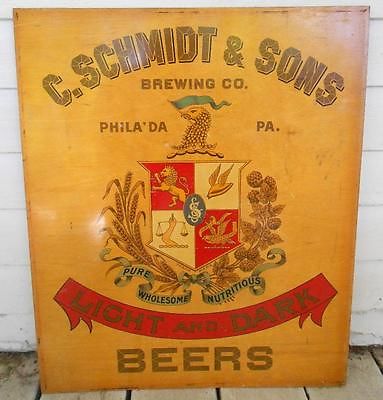 C. SCHMIDT & SONS
BREWING CO.
PHILA'DA PA.
PURE WHOLESOME NUTRITIOUS
LIGHT AND DARK
BEERS